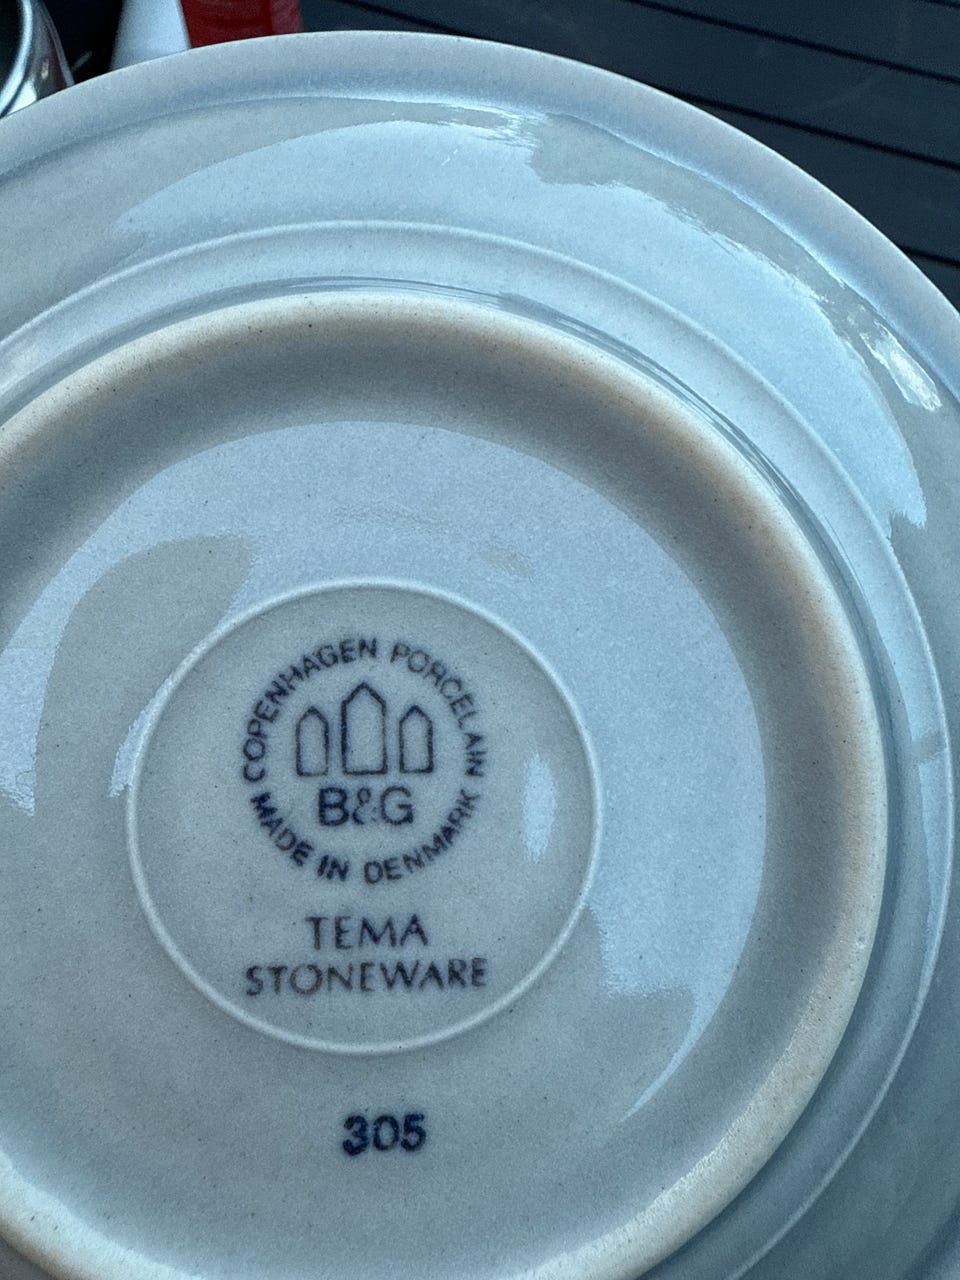 COPENHAGEN PORCELAIN
B&G
MADE IN DENMARK
TEMA
STONEWARE
305